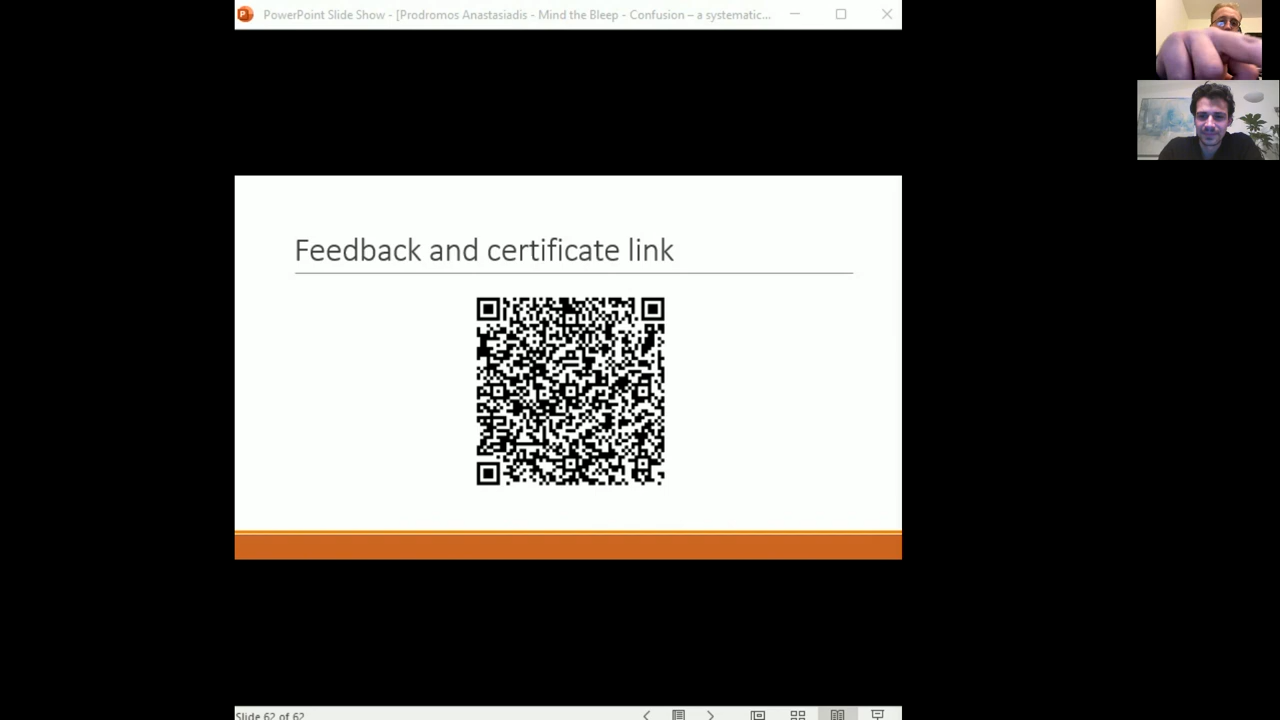 PowerPoint Slide Show - [Prodromos Anastasiadis - Mind the Bleep - Confusion – a systematic...
Feedback and certificate link
Slide 62 of 62